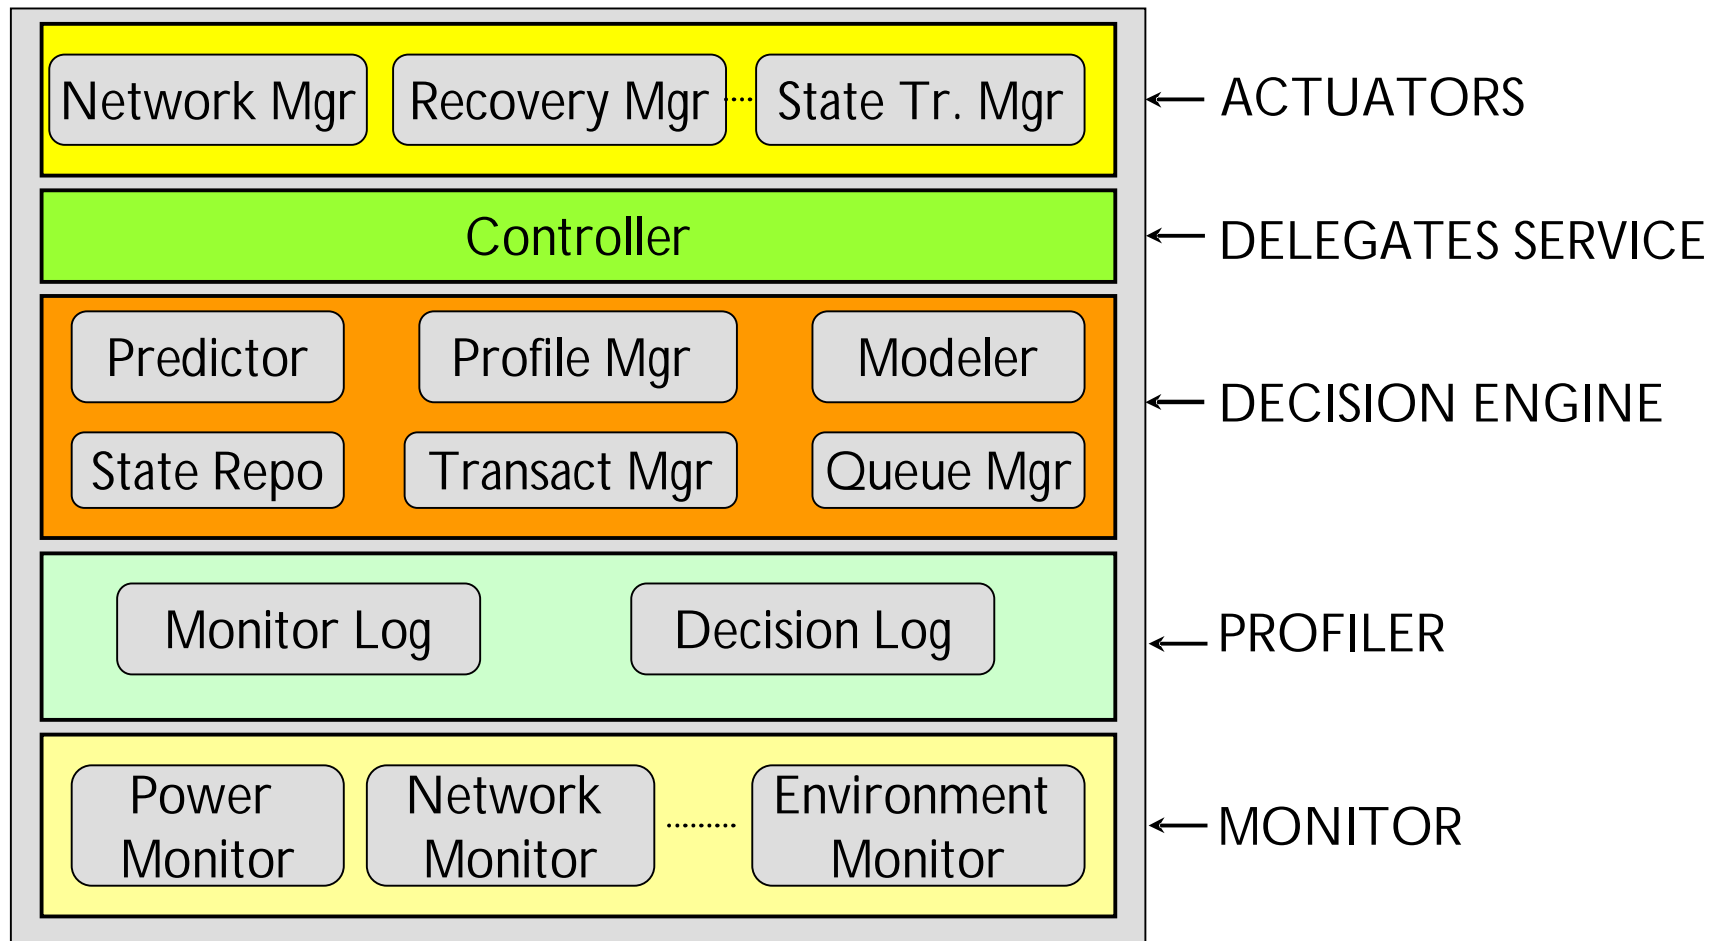 Network Mgr
Recovery Mgr
State Tr. Mgr
ACTUATORS
Controller
DELEGATES SERVICE
Predictor
Profile Mgr
Modeler
DECISION ENGINE
State Repo
Transact Mgr
Queue Mgr
Monitor Log
Decision Log
PROFILER
Power
Monitor
Network
Monitor
Environment
Monitor
MONITOR